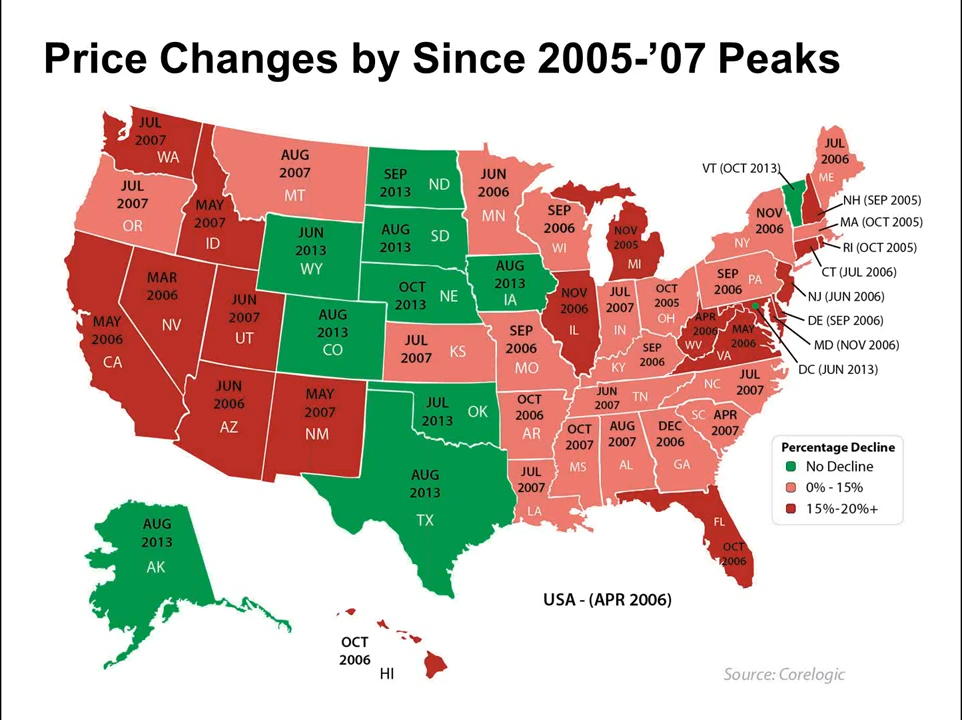 Price Changes by Since 2005-’07 Peaks
JUL
2007
WA
JUL
2007
OR
MAY
2006
CA
MAR
2006
NV
MAY
2007
ID
AUG
2007
MT
JUN
2013
WY
JUN
2007
UT
AUG
2013
CO
JUN
2006
AZ
MAY
2007
NM
SEP
2013
ND
AUG
2013
SD
OCT
2013
NE
JUL
2007
KS
JUL
2013
OK
AUG
2013
TX
JUN
2006
MN
AUG
2013
IA
SEP
2006
MO
OCT
2006
AR
JUL
2007
LA
SEP
2006
WI
NOV
2006
IL
NOV
2005
MI
JUL
2007
IN
OCT
2005
OH
SEP
2006
KY
JUN
2007
TN
OCT
2007
MS
AUG
2007
AL
DEC
2006
GA
FL
OCT
2006
SC
APR
2007
NC
JUL
2007
APR
2006
WV
MAY
2006
VA
SEP
2006
PA
NOV
2006
NY
JUL
2006
ME
VT (OCT 2013)
NH (SEP 2005)
MA (OCT 2005)
RI (OCT 2005)
CT (JUL 2006)
NJ (JUN 2006)
DE (SEP 2006)
MD (NOV 2006)
DC (JUN 2013)
Percentage Decline
No Decline
0% - 15%
15%-20%+
AUG
2013
AK
OCT
2006
HI
USA - (APR 2006)
Source: Corelogic